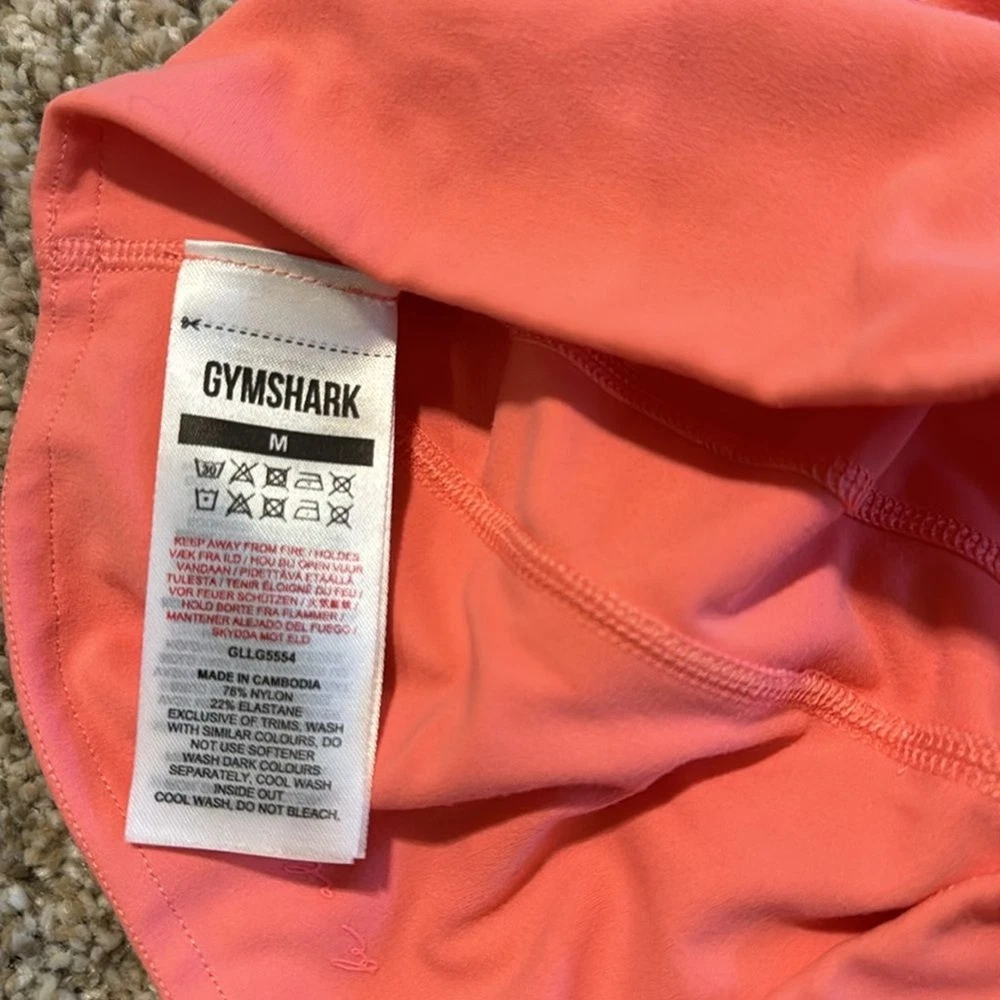 GYMSHARK
M
30
KEEP AWAY FROM FIRE / HOLDES
VÆK FRA ILD / HOU BIJ OPEN VUUR
VANDAAN / PIDETTÄVÄ ETÄÄLLÄ
TULESTA / TENIR ÉLOIGNÉ DU FEU /
VOR FEUER SCHÜTZEN /
HOLD BORTE FRA FLAMMER /
MANTENER ALEJADO DEL FUEGO /
SKYDDA MOT ELD
GLLG5554
MADE IN CAMBODIA
78% NYLON
22% ELASTANE
EXCLUSIVE OF TRIMS, WASH
WITH SIMILAR COLOURS, DO
NOT USE SOFTENER
WASH DARK COLOURS
SEPARATELY, COOL WASH
INSIDE OUT
COOL WASH, DO NOT BLEACH.